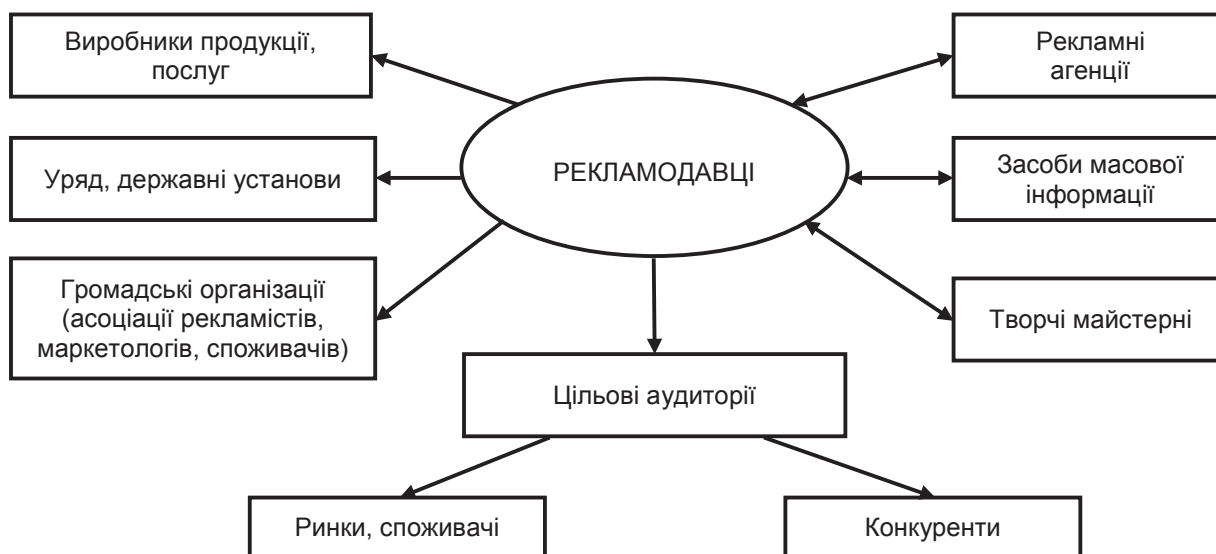 Виробники продукції,
послуг
Рекламні
агенції
РЕКЛАМОДАВЦІ
Уряд, державні установи
Засоби масової
інформації
Громадські організації
(асоціації рекламістів,
маркетологів, споживачів)
Творчі майстерні
Цільові аудиторії
Ринки, споживачі
Конкуренти